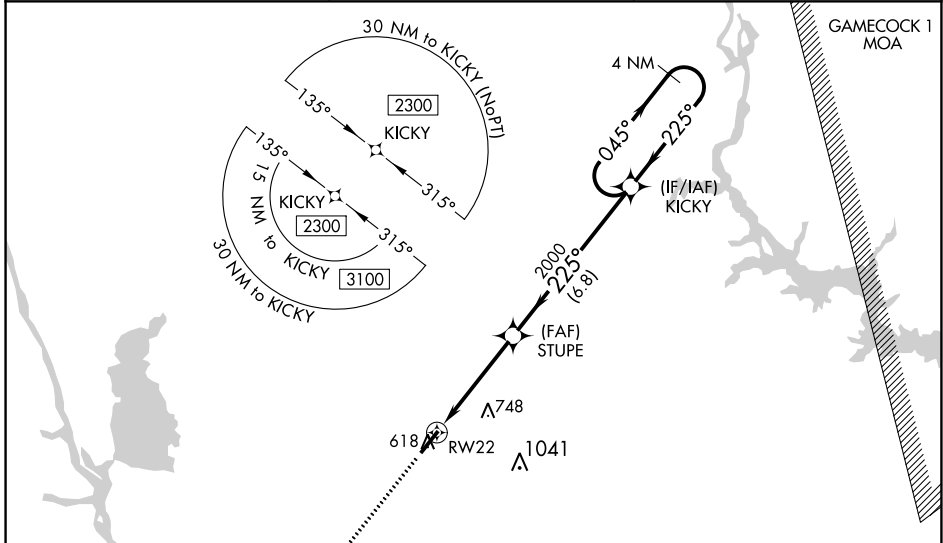 30 NM to KICKY (NoPT)
135°
2300
KICKY
315°
135°
15 NM to KICKY
KICKY
2300
315°
3100
30 NM to KICKY
4 NM
045°
225°
(IF/IAF)
KICKY
2000
225°
(6.8)
(FAF)
STUPE
748
618
RW22
1041
GAMECOCK 1
MOA